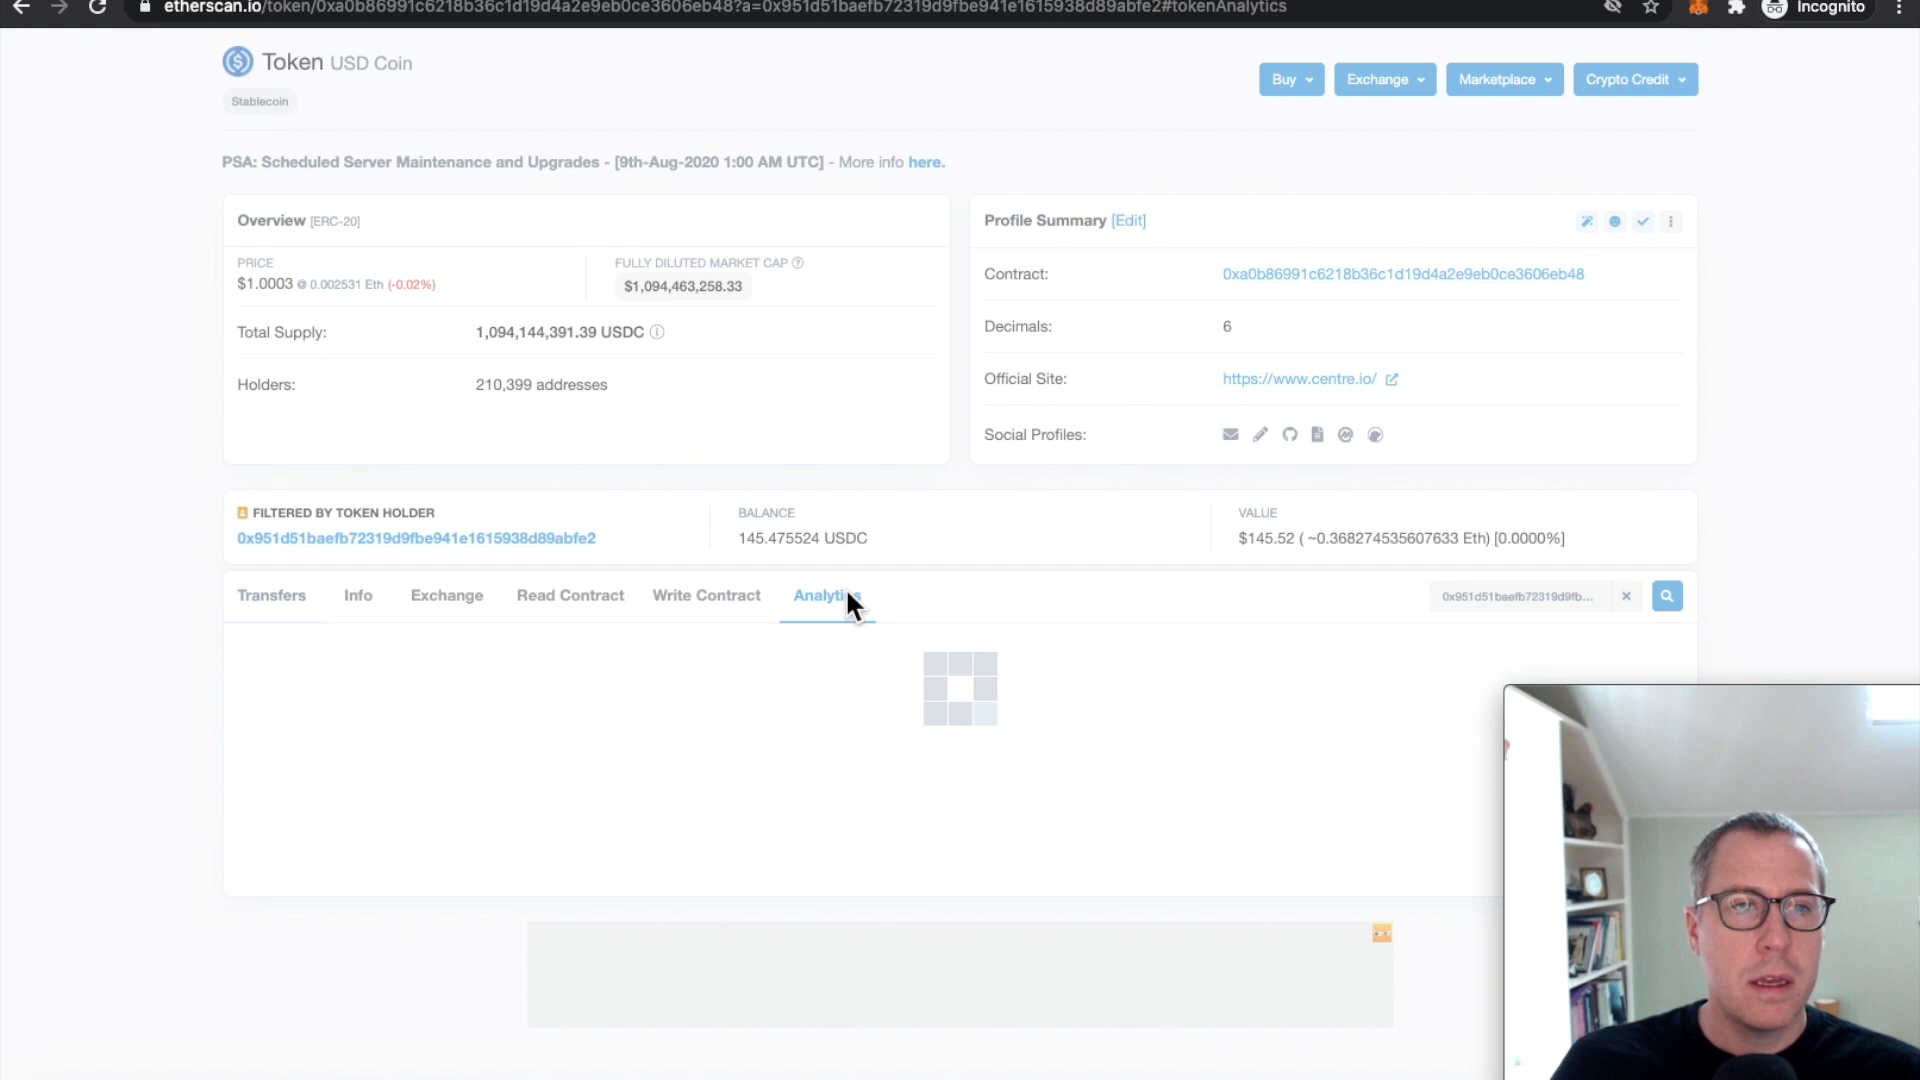 etherscan.io/token/0xa0b86991c6218b36c1d19d4a2e9eb0ce3606eb48?a=0x951d51baefb72319d9fbe941e1615938d89abfe2#tokenAnalytics
Incognito
Token USD Coin
Stablecoin
Buy
Exchange
Marketplace
Crypto Credit
PSA: Scheduled Server Maintenance and Upgrades - [9th-Aug-2020 1:00 AM UTC] - More info here.
Overview [ERC-20]
PRICE
$1.0003 @ 0.002531 Eth (-0.02%)
FULLY DILUTED MARKET CAP
$1,094,463,258.33
Total Supply: 1,094,144,391.39 USDC
Holders: 210,399 addresses
Profile Summary [Edit]
Contract: 0xa0b86991c6218b36c1d19d4a2e9eb0ce3606eb48
Decimals: 6
Official Site: https://www.centre.io/
Social Profiles:
FILTERED BY TOKEN HOLDER
0x951d51baefb72319d9fbe941e1615938d89abfe2
BALANCE
145.475524 USDC
VALUE
$145.52 ( ~0.368274535607633 Eth) [0.0000%]
Transfers
Info
Exchange
Read Contract
Write Contract
Analytics
0x951d51baefb72319d9fb...